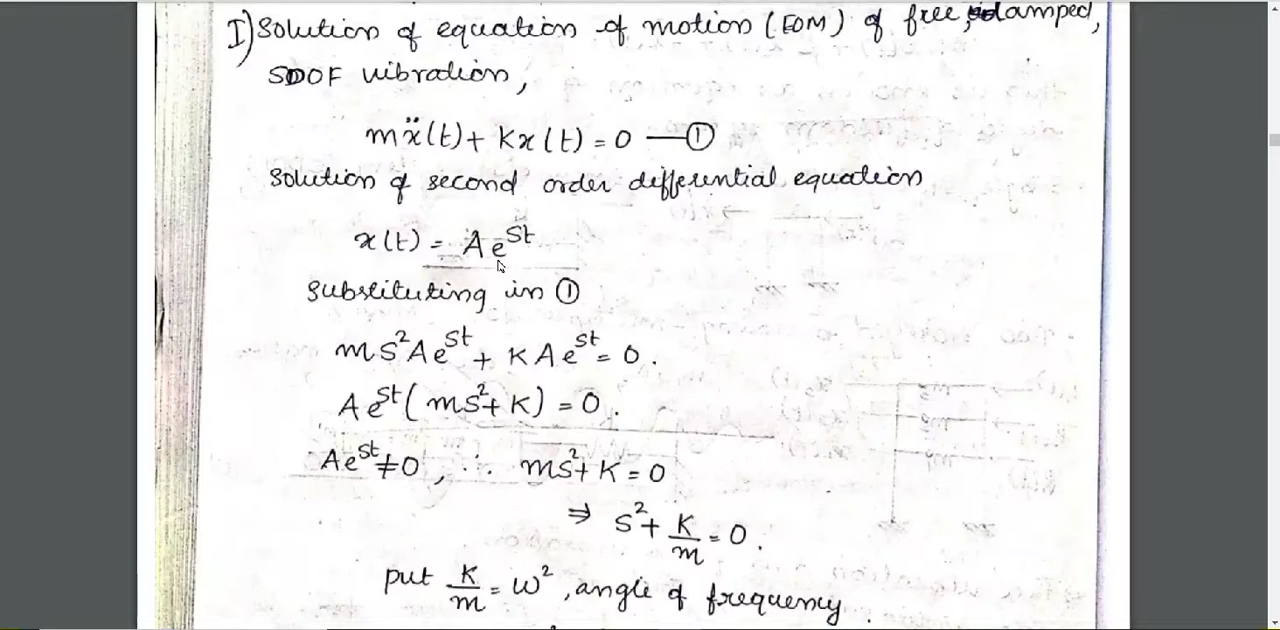 I) Solution of equation of motion (EOM) of free, damped,
SDOF vibration,
mẍ(t) + Kx(t) = 0 — ①
Solution of second order differential equation
x(t) = Ae^{St}
Substituting in ①
mS²Ae^{St} + KAe^{St} = 0.
Ae^{St}(mS² + K) = 0.
Ae^{St} ≠ 0, ∴ mS² + K = 0
⇒ S² + K/m = 0.
put K/m = ω², angle of frequency.